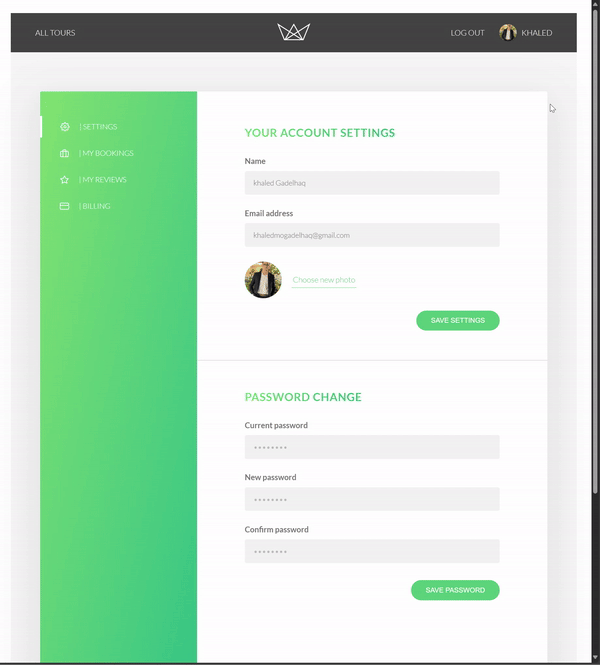 ALL TOURS
LOG OUT
KHALED
| SETTINGS
| MY BOOKINGS
| MY REVIEWS
| BILLING
YOUR ACCOUNT SETTINGS
Name
khaled Gadelhaq
Email address
khaledmogadelhaq@gmail.com
Choose new photo
SAVE SETTINGS
PASSWORD CHANGE
Current password
••••••••
New password
••••••••
Confirm password
••••••••
SAVE PASSWORD